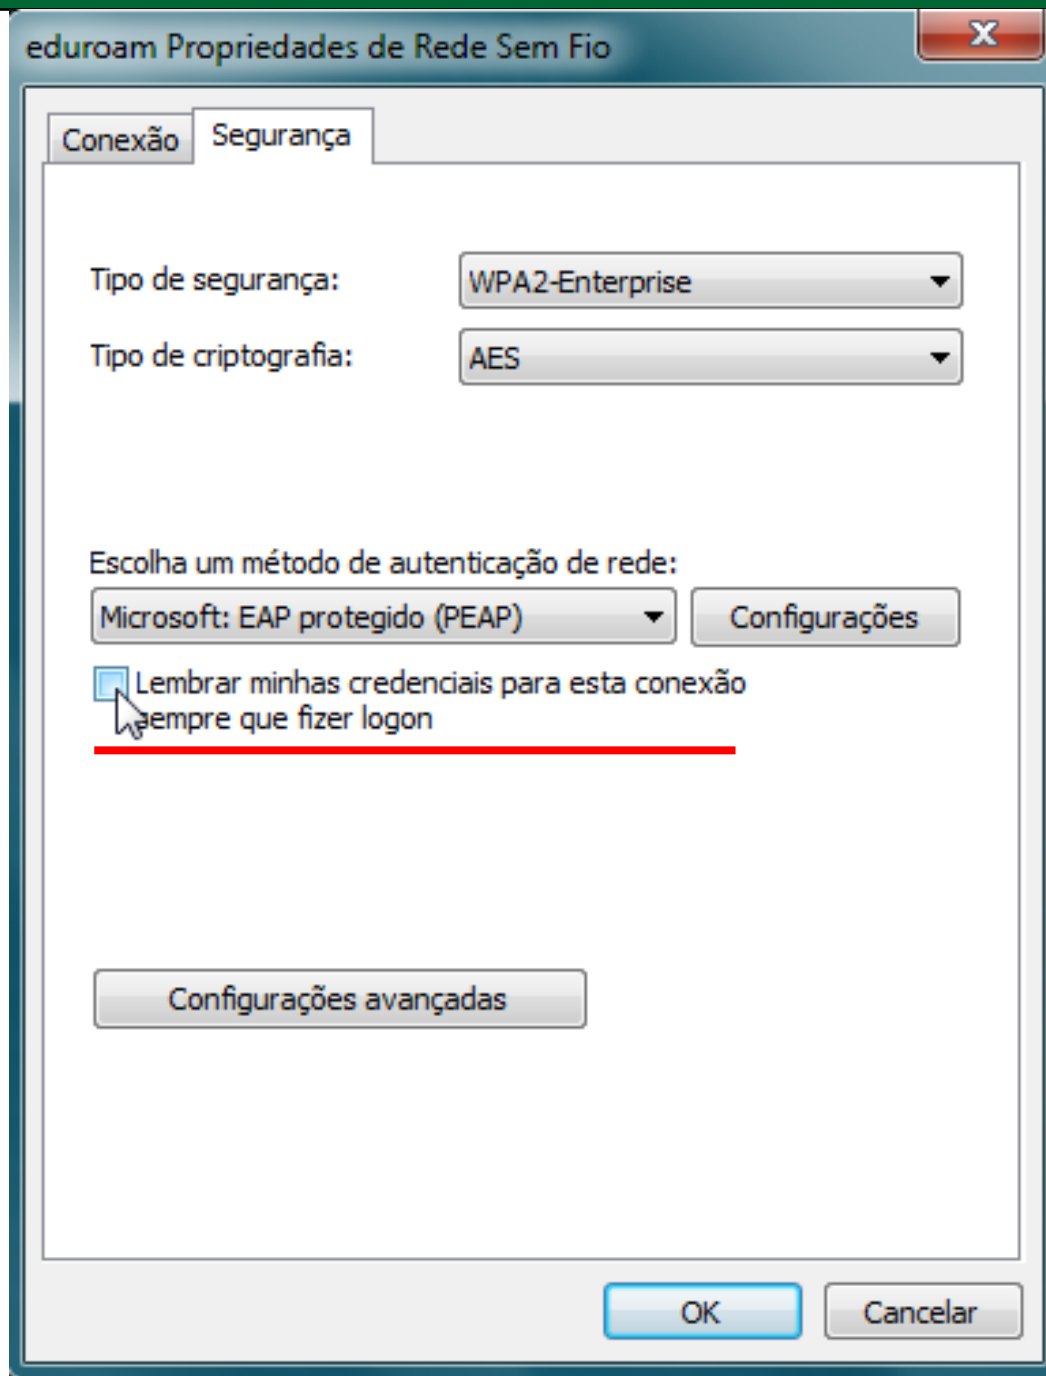 eduroam Propriedades de Rede Sem Fio
Conexão
Segurança
Tipo de segurança:
WPA2-Enterprise
Tipo de criptografia:
AES
Escolha um método de autenticação de rede:
Microsoft: EAP protegido (PEAP)
Configurações
Lembrar minhas credenciais para esta conexão
sempre que fizer logon
Configurações avançadas
OK
Cancelar